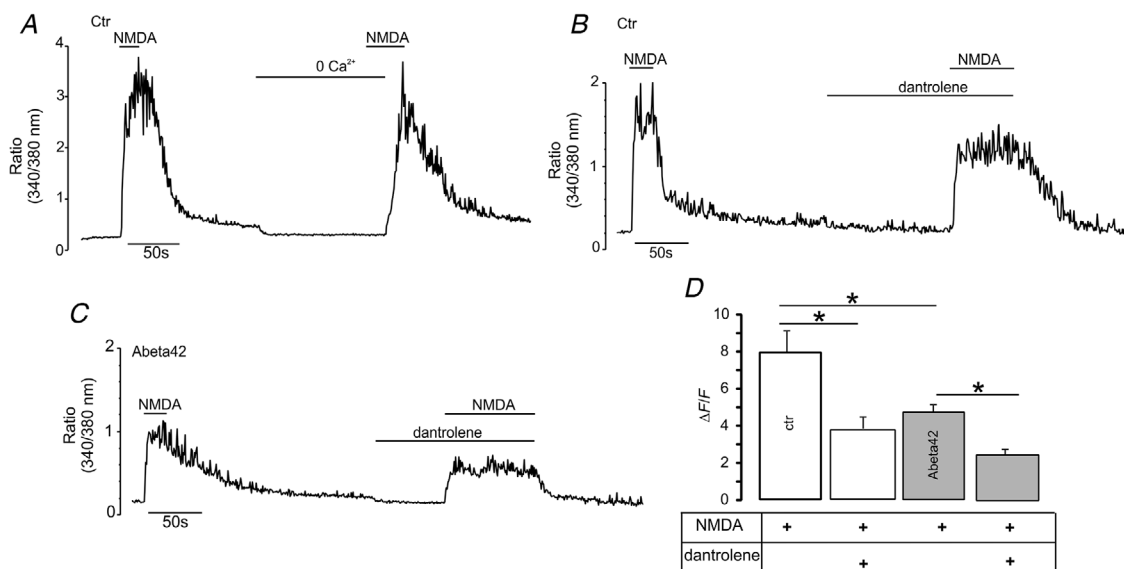 A
Ctr
NMDA
NMDA
0 Ca²⁺
4
3
2
1
0
Ratio
(340/380 nm)
50s
B
Ctr
NMDA
NMDA
dantrolene
2
1
0
Ratio
(340/380 nm)
50s
C
Abeta42
NMDA
NMDA
dantrolene
2
1
0
Ratio
(340/380 nm)
50s
D
*
*
*
10
8
6
4
2
0
ΔF/F
ctr
Abeta42
NMDA + + + +
dantrolene + +